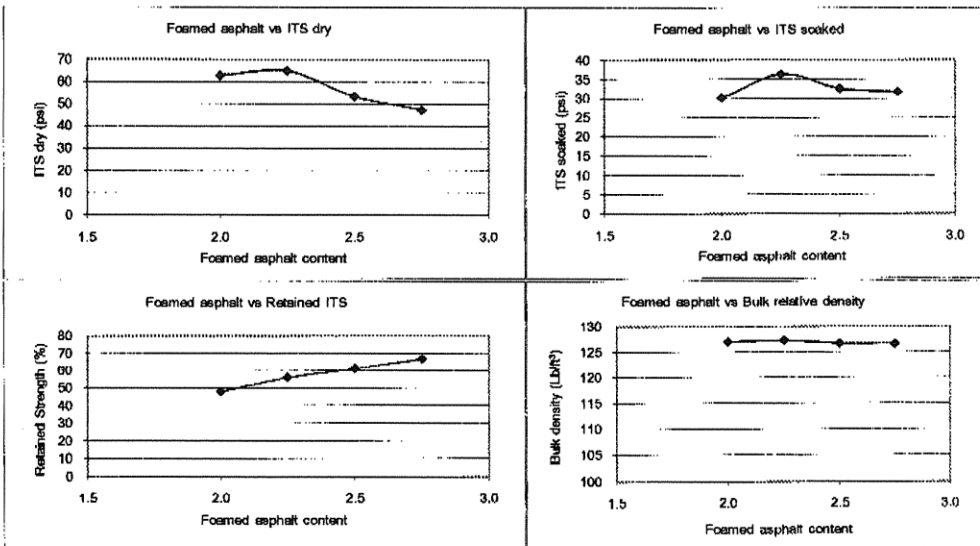 Foamed asphalt vs ITS dry
70
60
50
40
30
20
10
0
ITS dry (psi)
1.5 2.0 2.5 3.0
Foamed asphalt content
Foamed asphalt vs ITS soaked
40
35
30
25
20
15
10
5
0
ITS soaked (psi)
1.5 2.0 2.5 3.0
Foamed asphalt content
Foamed asphalt vs Retained ITS
80
70
60
50
40
30
20
10
0
Retained Strength (%)
1.5 2.0 2.5 3.0
Foamed asphalt content
Foamed asphalt vs Bulk relative density
130
125
120
115
110
105
100
Bulk density (Lb/ft³)
1.5 2.0 2.5 3.0
Foamed asphalt content